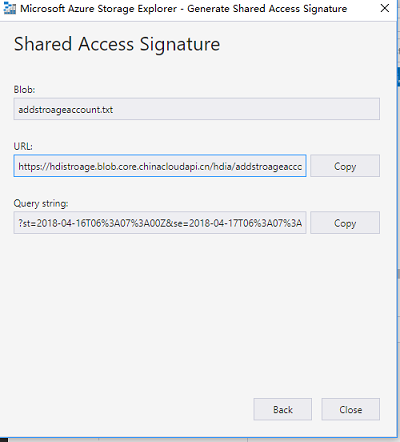 Microsoft Azure Storage Explorer - Generate Shared Access Signature
Shared Access Signature
Blob:
addstroageaccount.txt
URL:
https://hdistroage.blob.core.chinacloudapi.cn/hdia/addstroageaccc
Copy
Query string:
?st=2018-04-16T06%3A07%3A00Z&se=2018-04-17T06%3A07%3A
Copy
Back
Close